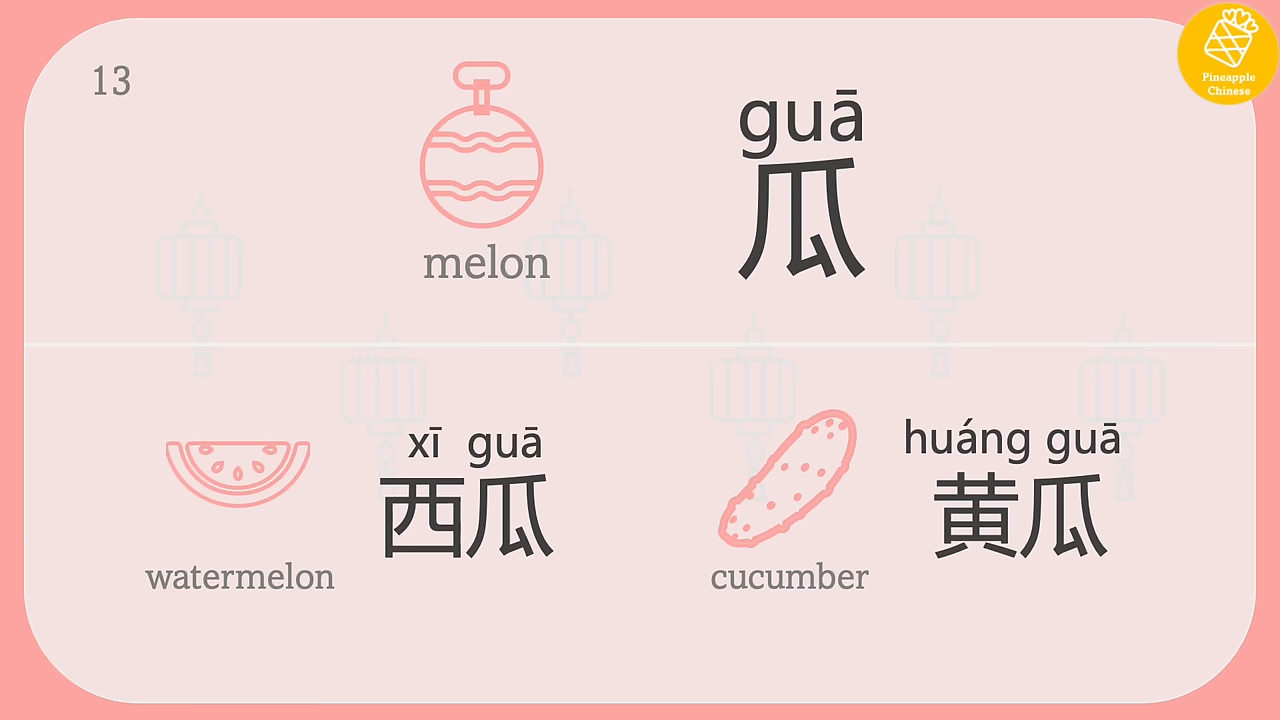 13
Pineapple
Chinese
guā
瓜
melon
xī guā
西瓜
watermelon
huáng guā
黄瓜
cucumber